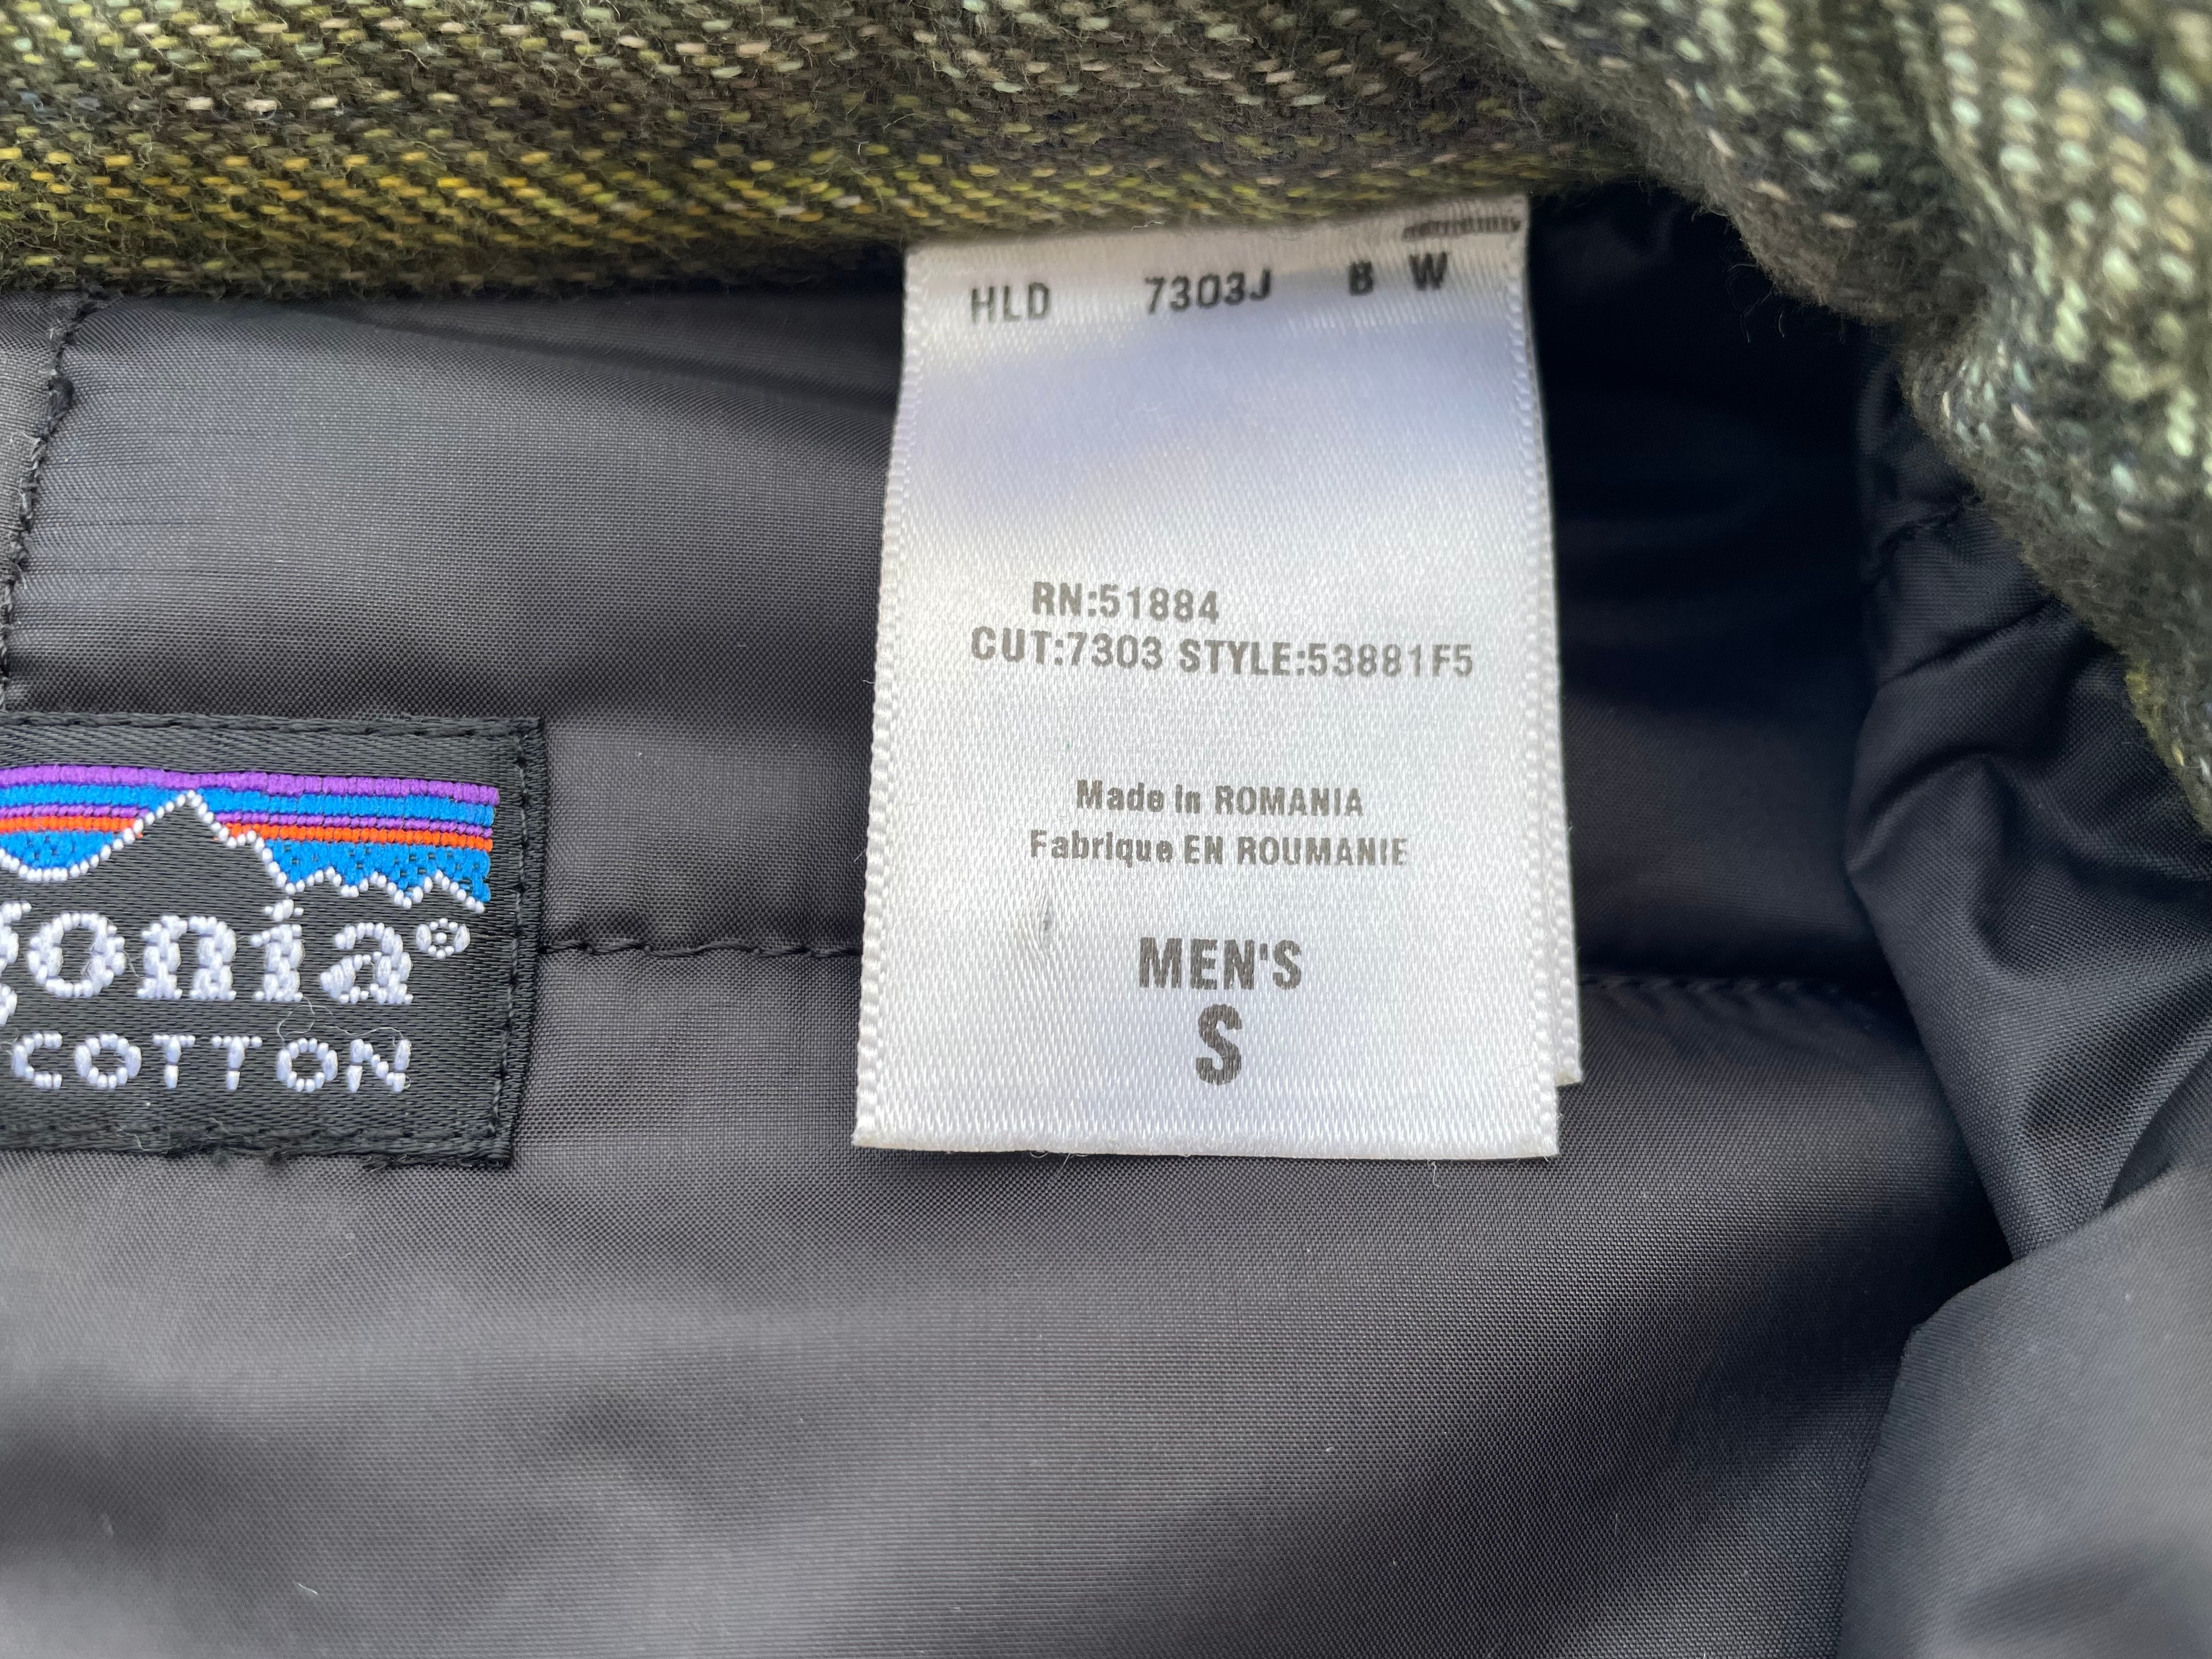 HLD 7303J B W
RN:51884
CUT:7303 STYLE:53881F5
Made in ROMANIA
Fabrique EN ROUMANIE
MEN'S
S
gonia®
COTTON